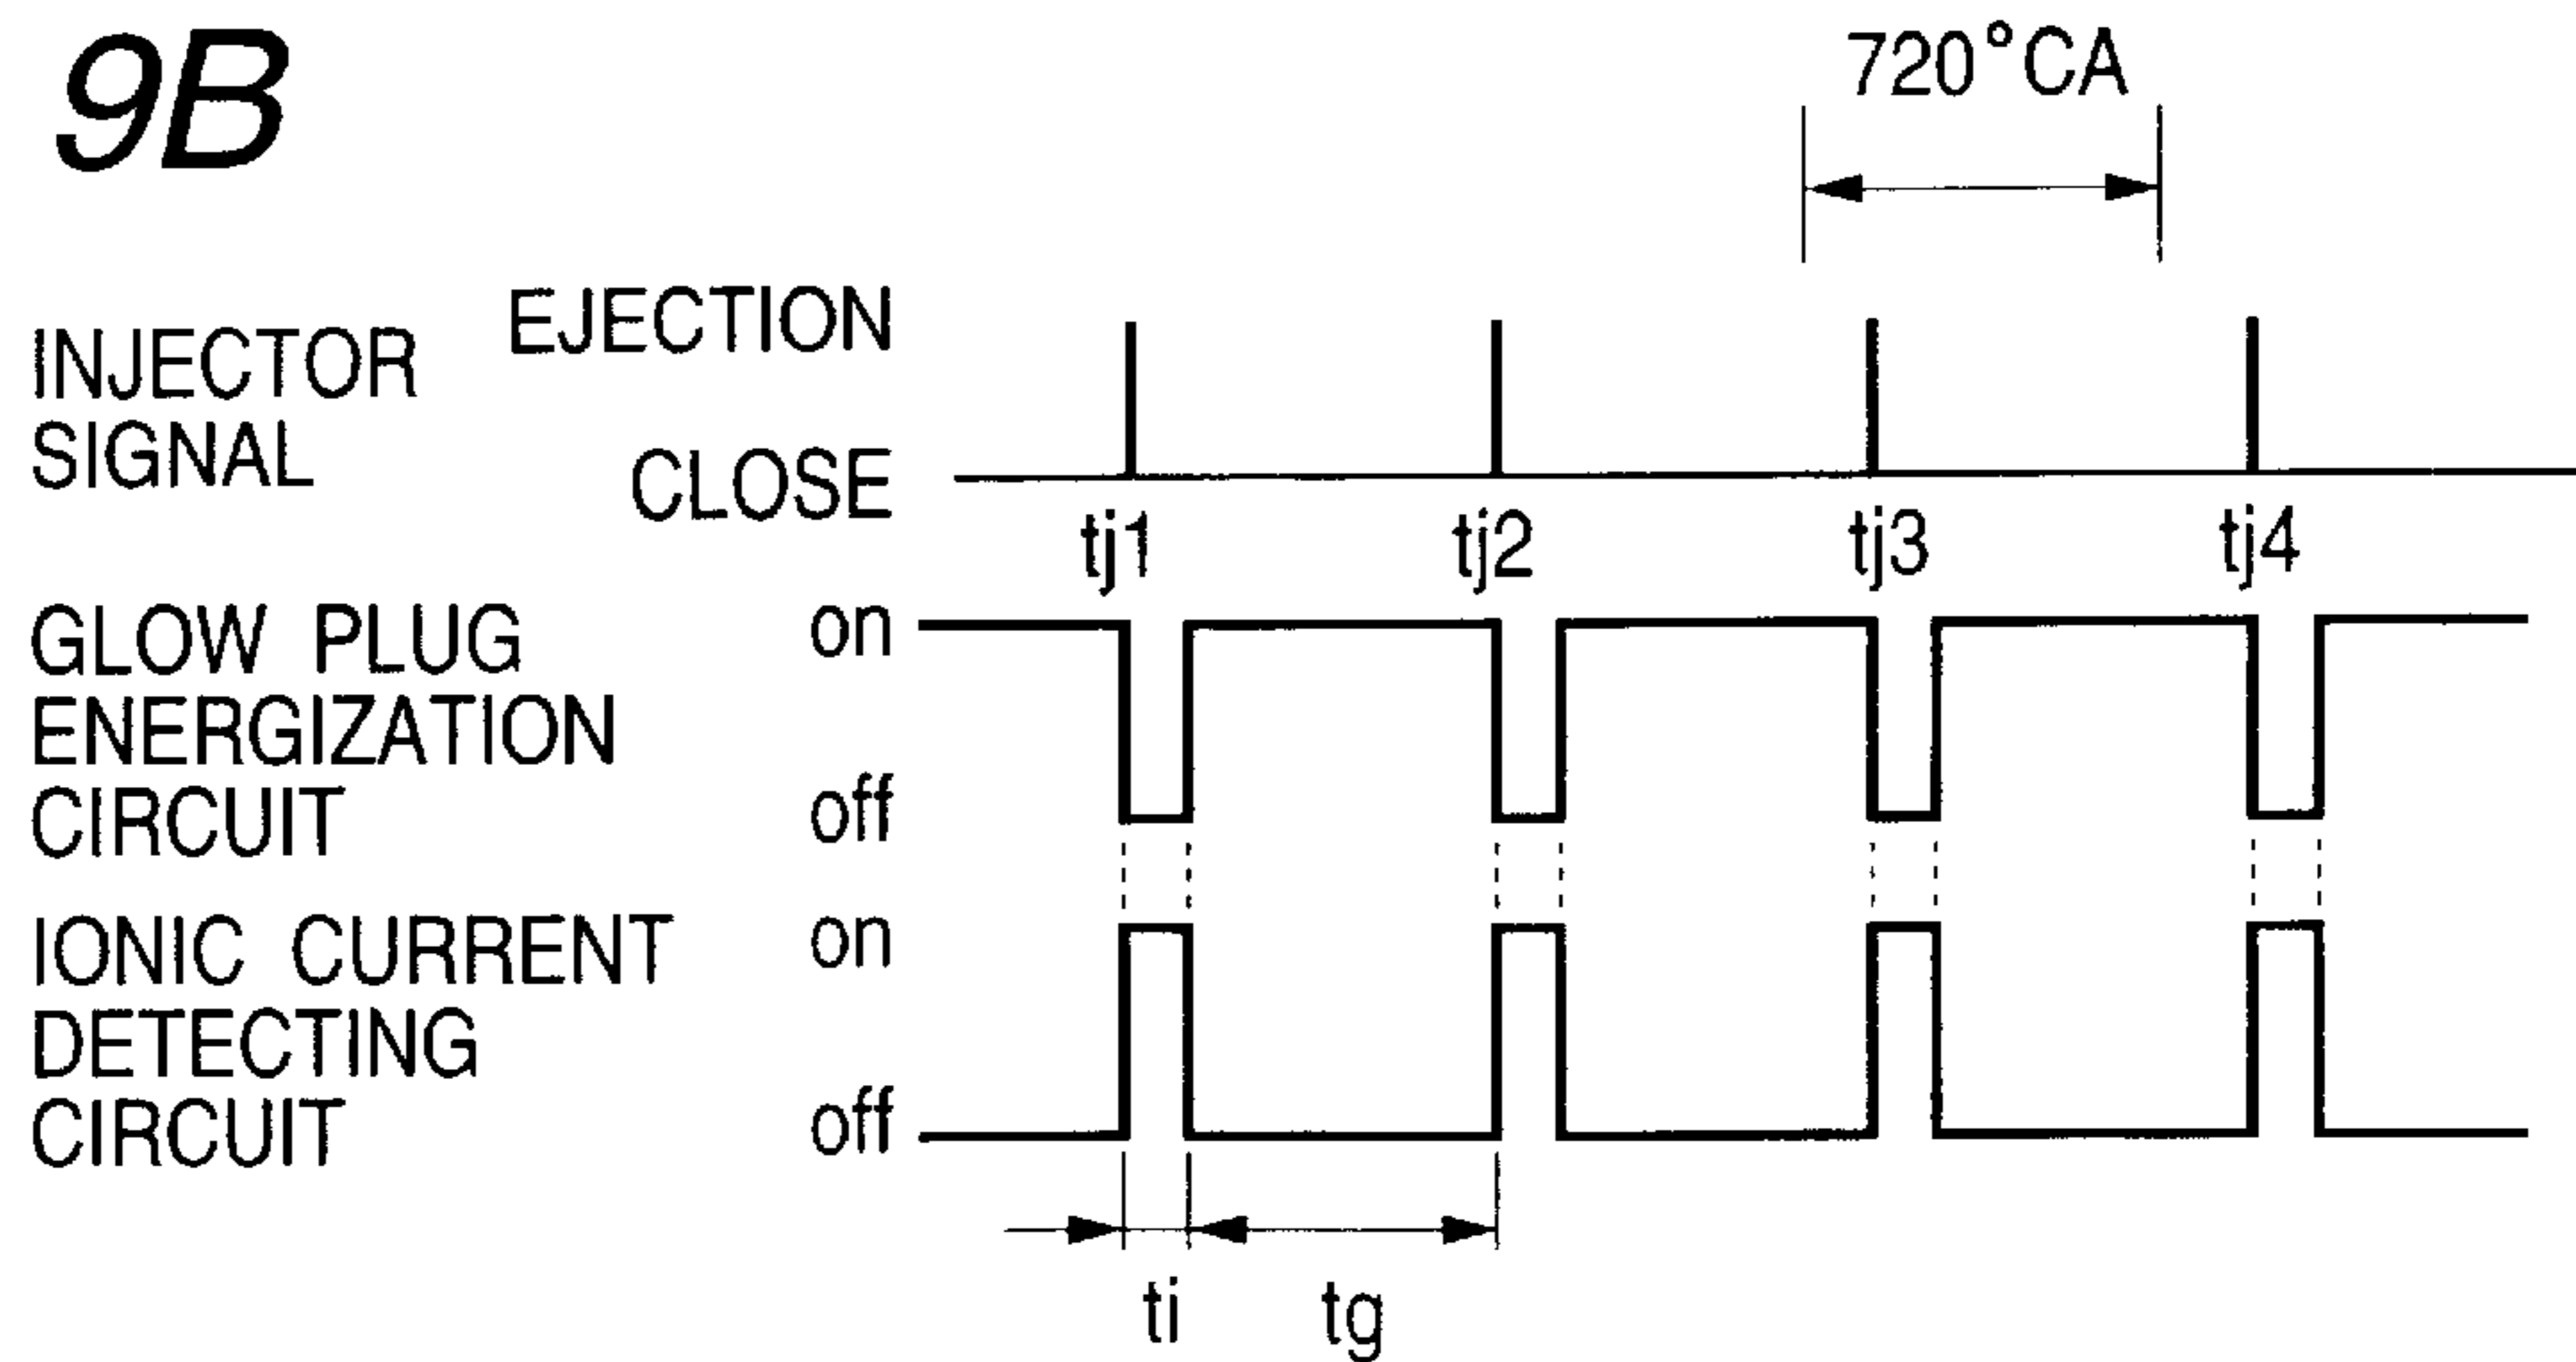 9B
720°CA
INJECTOR
SIGNAL
EJECTION
CLOSE
tj1 tj2 tj3 tj4
GLOW PLUG
ENERGIZATION
CIRCUIT
on
off
IONIC CURRENT
DETECTING
CIRCUIT
on
off
ti tg